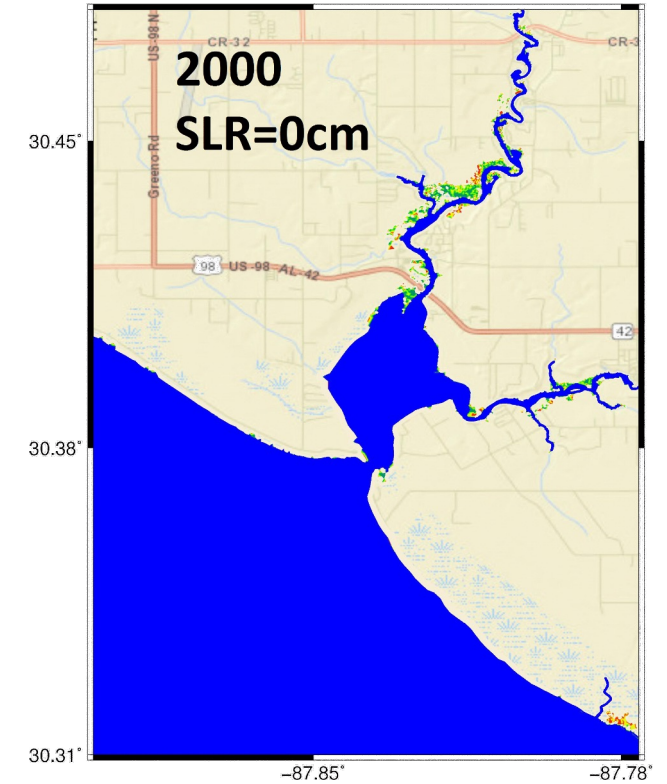 US-98 N
CR-32
CR-3
2000
SLR=0cm
30.45°
Greeno Rd
98 US 98 AL-42
42
30.38°
30.31°
−87.85°
−87.78°